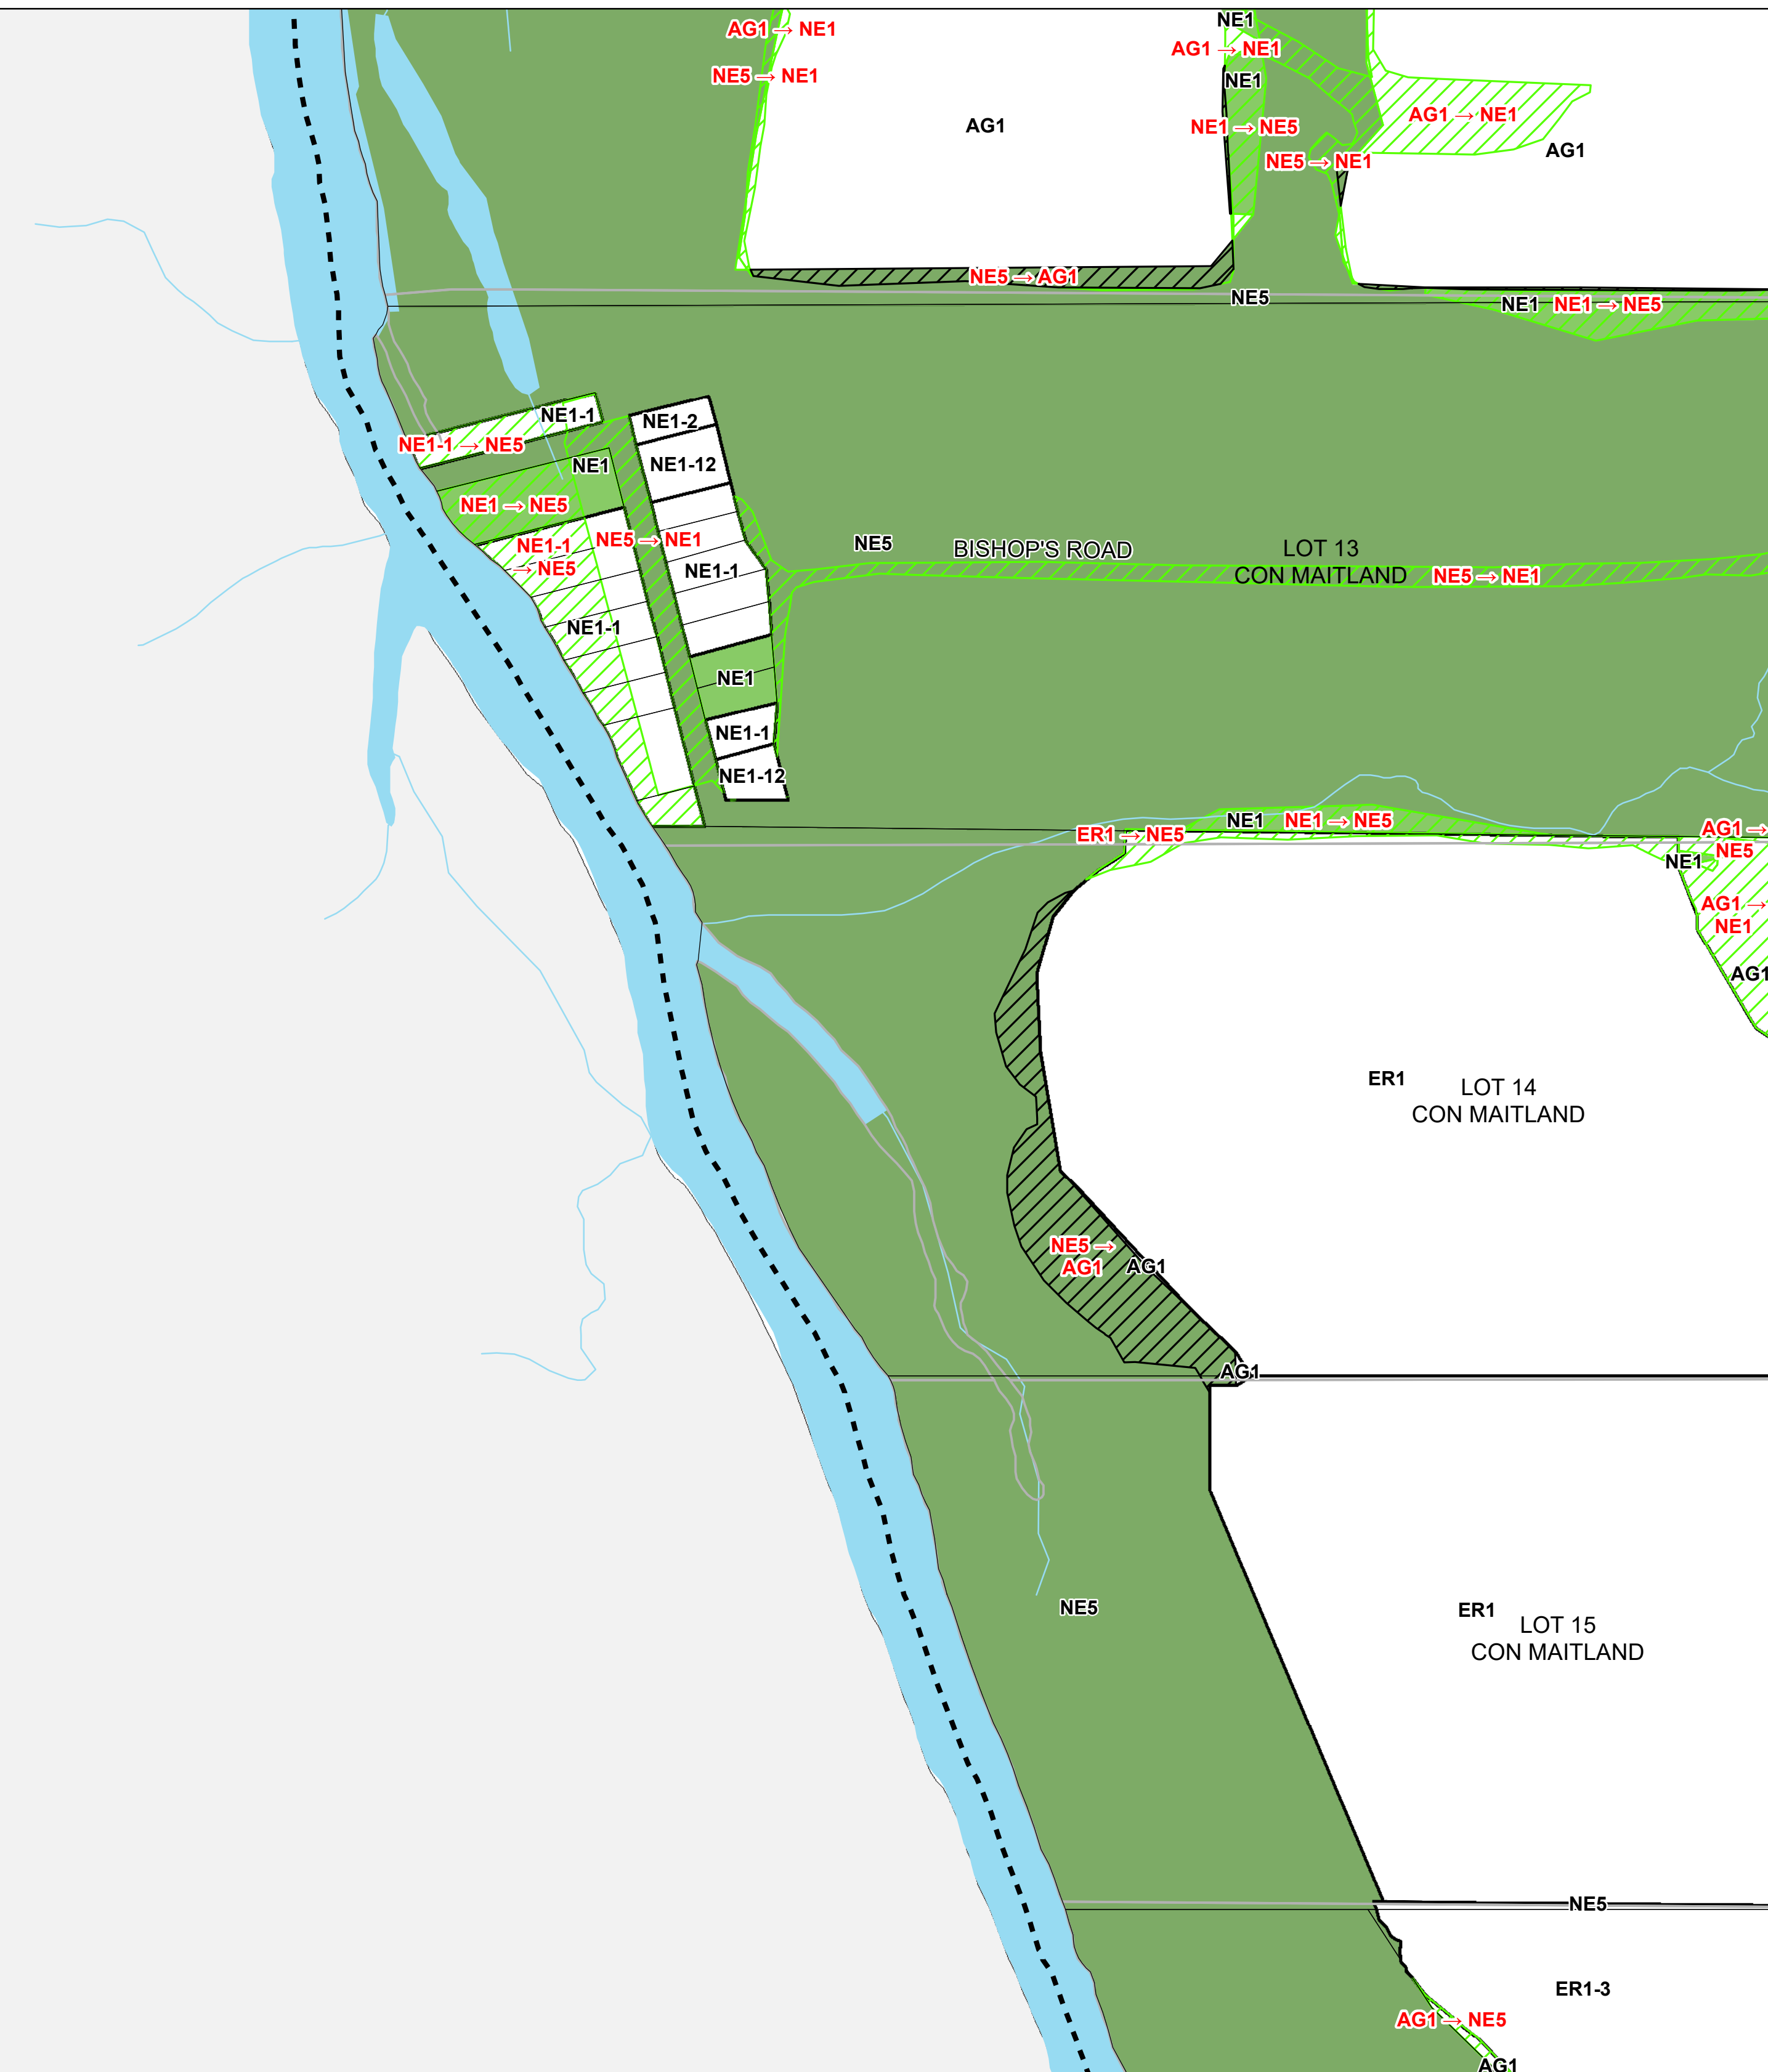 NE1
AG1 → NE1
AG1 → NE1
NE5 → NE1
NE1
AG1 → NE1
AG1
NE1 → NE5
AG1
NE5 → NE1
NE5 → AG1
NE5
NE1
NE1 → NE5
NE1-1
NE1-2
NE1-1 → NE5
NE1-12
NE1
NE1 → NE5
NE5 → NE1
NE1-1
→ NE5
NE5
BISHOP'S ROAD
LOT 13
CON MAITLAND
NE5 → NE1
NE1-1
NE1-1
NE1
NE1-1
NE1-12
ER1 → NE5
NE1
NE1 → NE5
AG1 →
NE5
NE1
AG1 →
NE1
AG1
ER1
LOT 14
CON MAITLAND
NE5 →
AG1
AG1
AG1
NE5
ER1
LOT 15
CON MAITLAND
NE5
ER1-3
AG1 → NE5
AG1